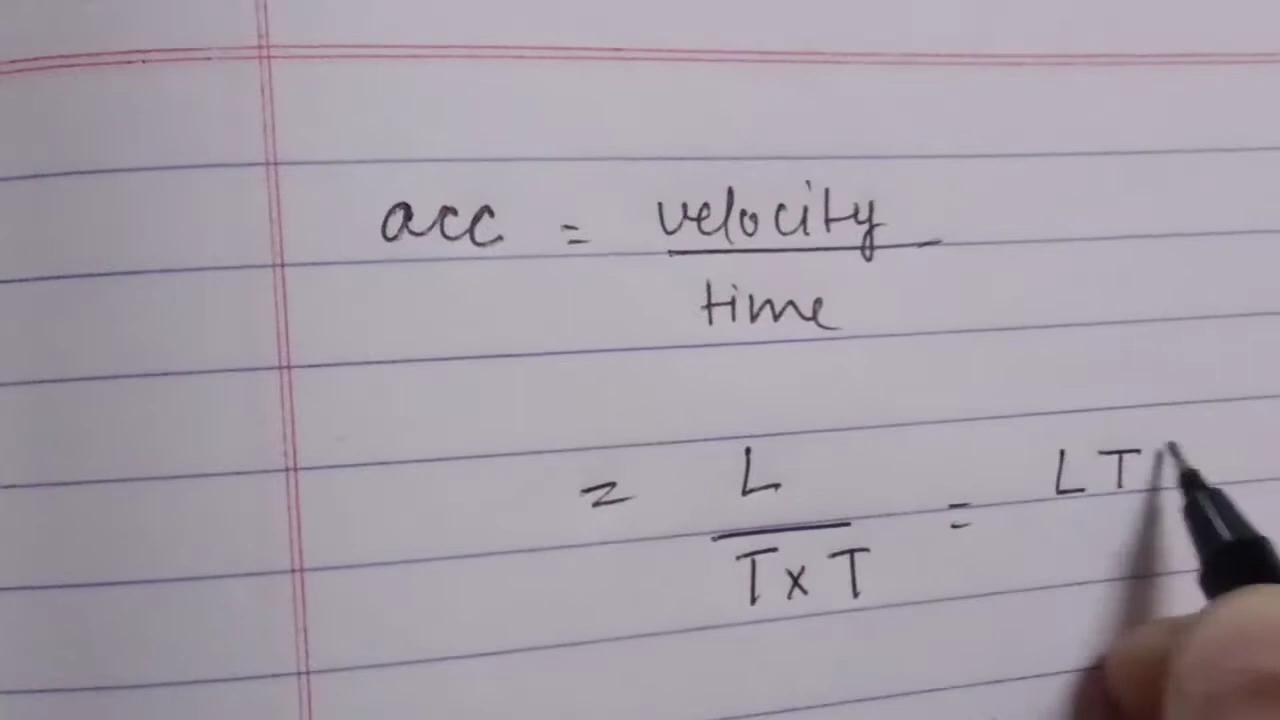 acc = velocity
time
= L = LT
T x T